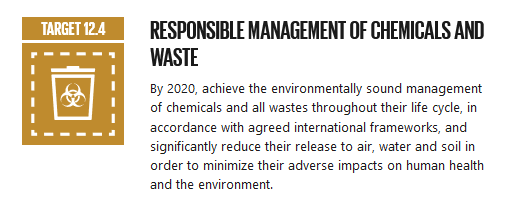 TARGET 12.4
RESPONSIBLE MANAGEMENT OF CHEMICALS AND
WASTE
By 2020, achieve the environmentally sound management
of chemicals and all wastes throughout their life cycle, in
accordance with agreed international frameworks, and
significantly reduce their release to air, water and soil in
order to minimize their adverse impacts on human health
and the environment.